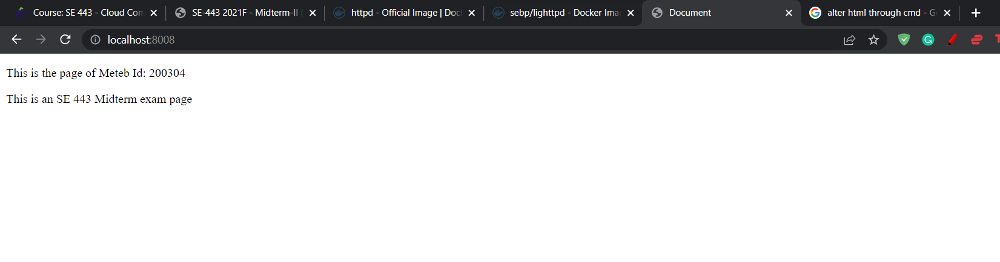 Course: SE 443 - Cloud Com
SE-443 2021F - Midterm-II (
httpd - Official Image | Doc
sebp/lighttpd - Docker Ima
Document
alter html through cmd - G
localhost:8008
This is the page of Meteb Id: 200304
This is an SE 443 Midterm exam page